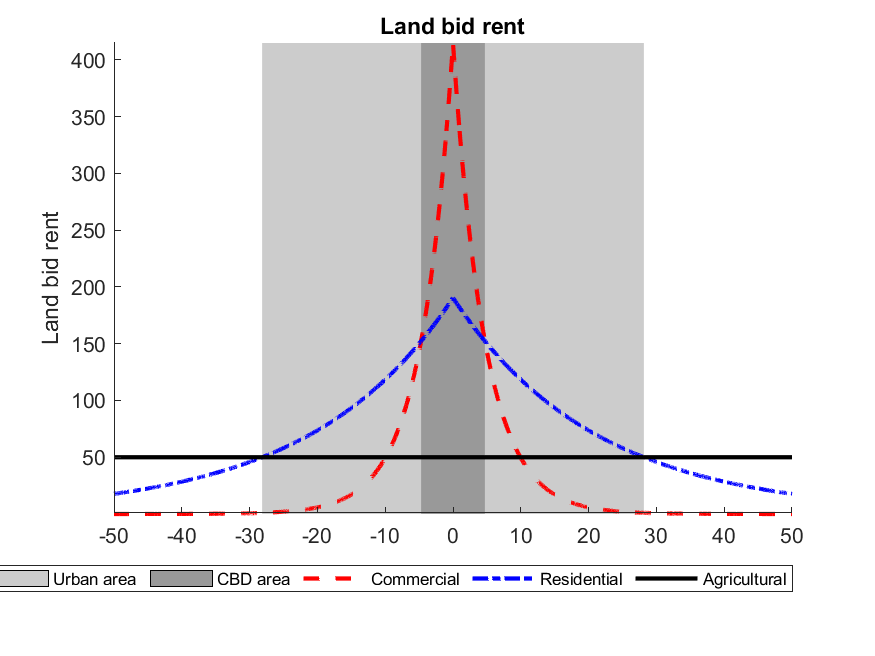 Land bid rent
400
350
300
250
200
150
100
50
Land bid rent
-50 -40 -30 -20 -10 0 10 20 30 40 50
Urban area CBD area Commercial Residential Agricultural